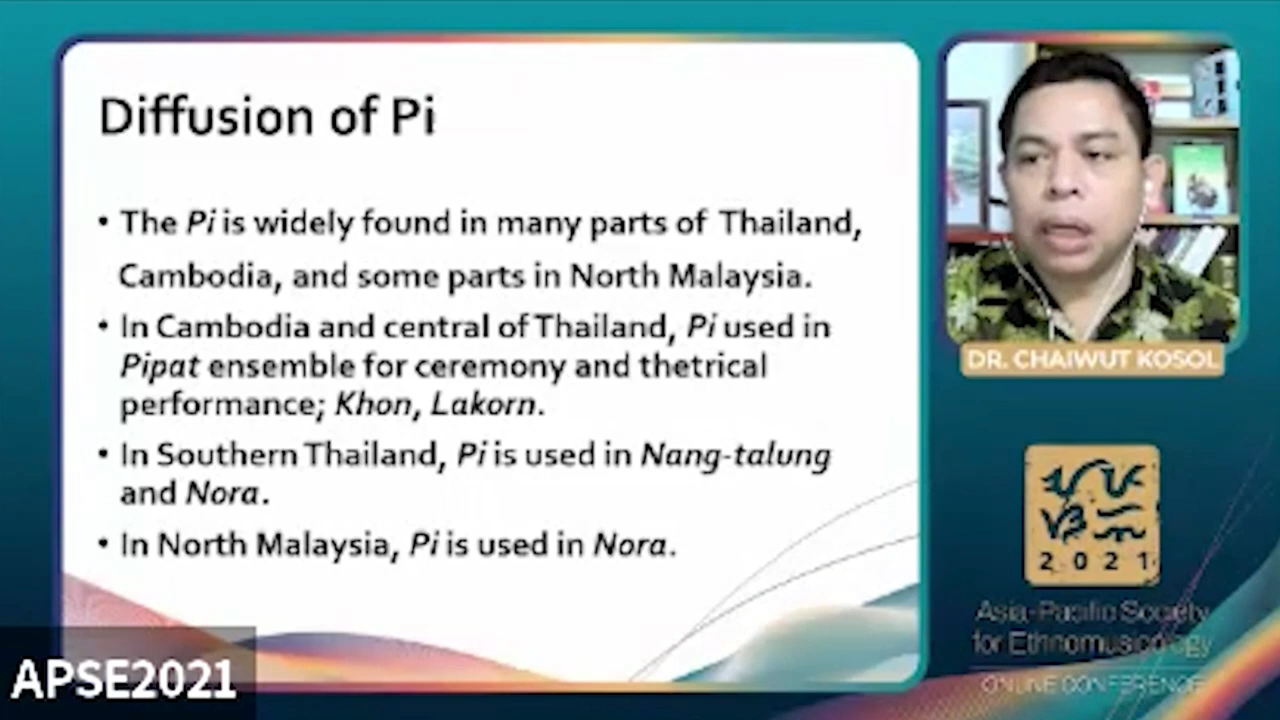 Diffusion of Pi
• The Pi is widely found in many parts of Thailand,
Cambodia, and some parts in North Malaysia.
• In Cambodia and central of Thailand, Pi used in
Pipat ensemble for ceremony and thetrical
performance; Khon, Lakorn.
• In Southern Thailand, Pi is used in Nang-talung
and Nora.
• In North Malaysia, Pi is used in Nora.
DR. CHAIWUT KOSOL
2021
Asia-Pacific Society
for Ethnomusicology
ONLINE CONFERENCE
APSE2021